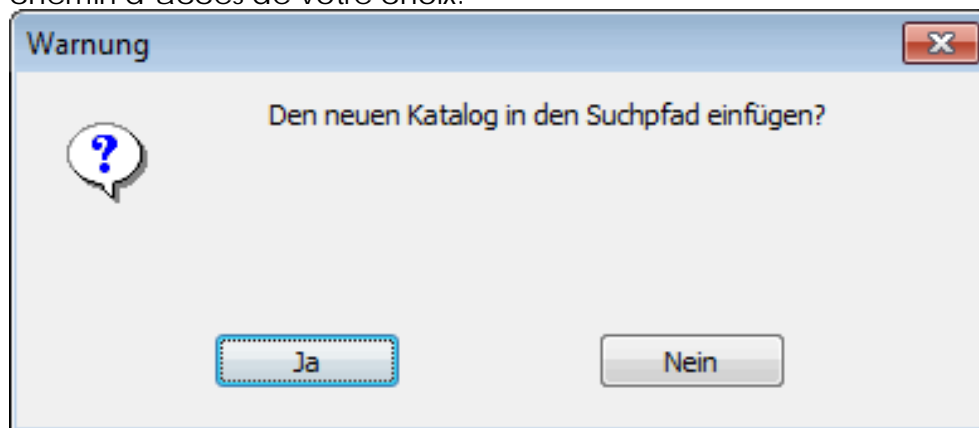 chemin d'accès de votre choix.
Warnung
Den neuen Katalog in den Suchpfad einfügen?
Ja
Nein